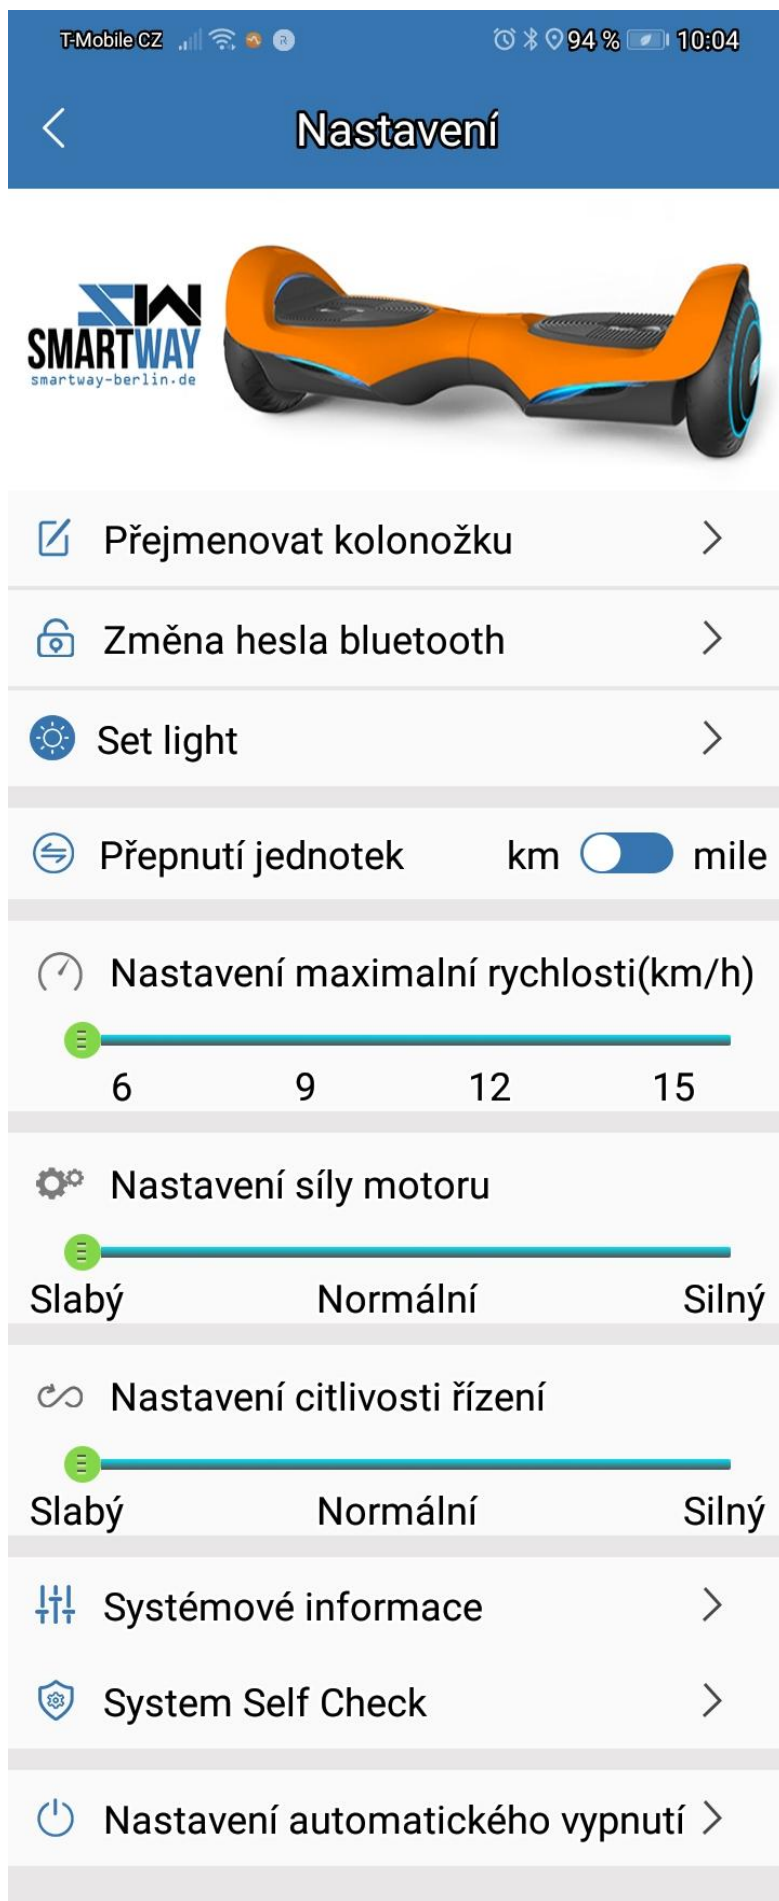 T-Mobile CZ 94 % 10:04
Nastavení
SW
SMARTWAY
smartway-berlin.de
Přejmenovat kolonožku
Změna hesla bluetooth
Set light
Přepnutí jednotek km mile
Nastavení maximalní rychlosti(km/h)
6 9 12 15
Nastavení síly motoru
Slabý Normální Silný
Nastavení citlivosti řízení
Slabý Normální Silný
Systémové informace
System Self Check
Nastavení automatického vypnutí